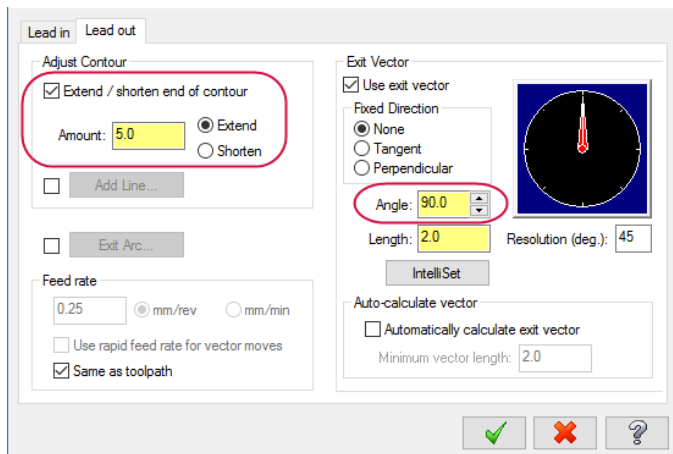 Lead in
Lead out
Adjust Contour
Extend / shorten end of contour
Amount: 5.0
Extend
Shorten
Add Line...
Exit Arc...
Feed rate
0.25
mm/rev
mm/min
Use rapid feed rate for vector moves
Same as toolpath
Exit Vector
Use exit vector
Fixed Direction
None
Tangent
Perpendicular
Angle: 90.0
Length: 2.0
Resolution (deg.): 45
IntelliSet
Auto-calculate vector
Automatically calculate exit vector
Minimum vector length: 2.0
?